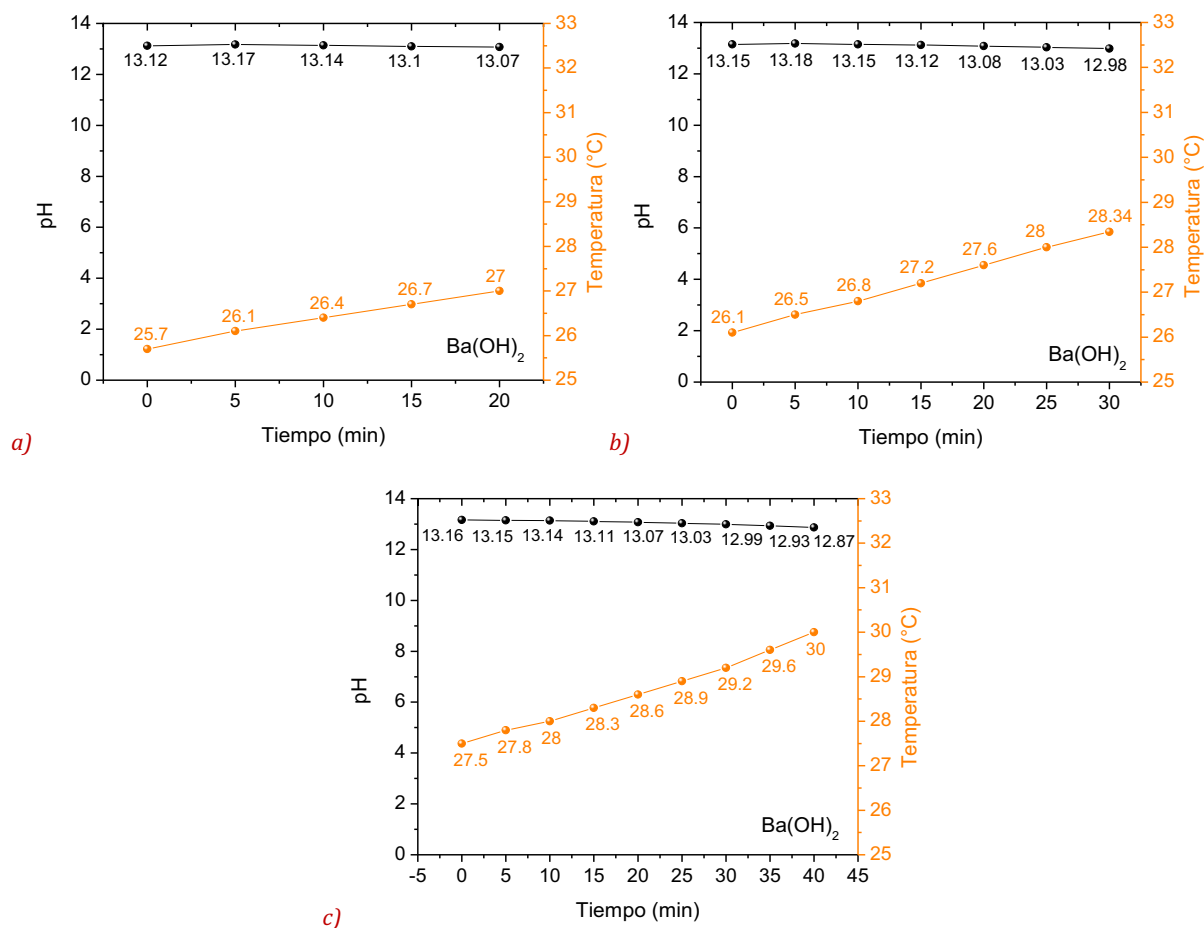 14
12
10
8
6
4
2
0
pH
13.12 13.17 13.14 13.1 13.07
25.7 26.1 26.4 26.7 27
Ba(OH)2
33
32
31
30
29
28
27
26
25
Temperatura (°C)
0 5 10 15 20
Tiempo (min)
a)
14
12
10
8
6
4
2
0
pH
13.15 13.18 13.15 13.12 13.08 13.03 12.98
26.1 26.5 26.8 27.2 27.6 28 28.34
Ba(OH)2
33
32
31
30
29
28
27
26
25
Temperatura (°C)
0 5 10 15 20 25 30
Tiempo (min)
b)
14
12
10
8
6
4
2
0
pH
13.16 13.15 13.14 13.11 13.07 13.03 12.99 12.93 12.87
27.5 27.8 28 28.3 28.6 28.9 29.2 29.6 30
Ba(OH)2
33
32
31
30
29
28
27
26
25
Temperatura (°C)
-5 0 5 10 15 20 25 30 35 40 45
Tiempo (min)
c)